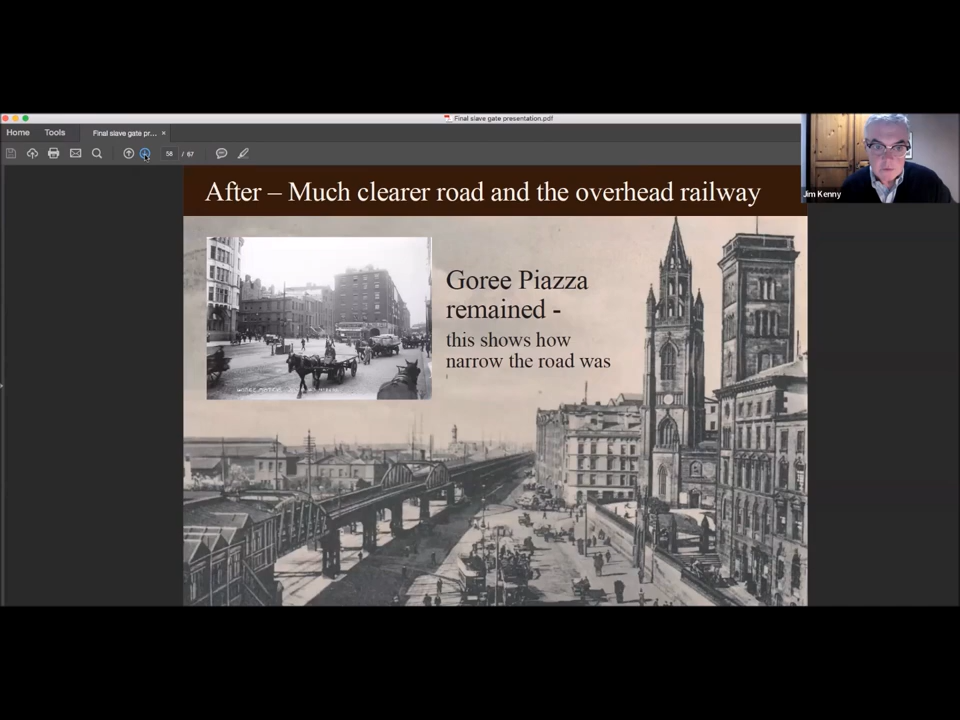 Final slave gate presentation.pdf
Home
Tools
Final slave gate pr...
58 / 67
Jim Kenny
After – Much clearer road and the overhead railway
Goree Piazza
remained -
this shows how
narrow the road was